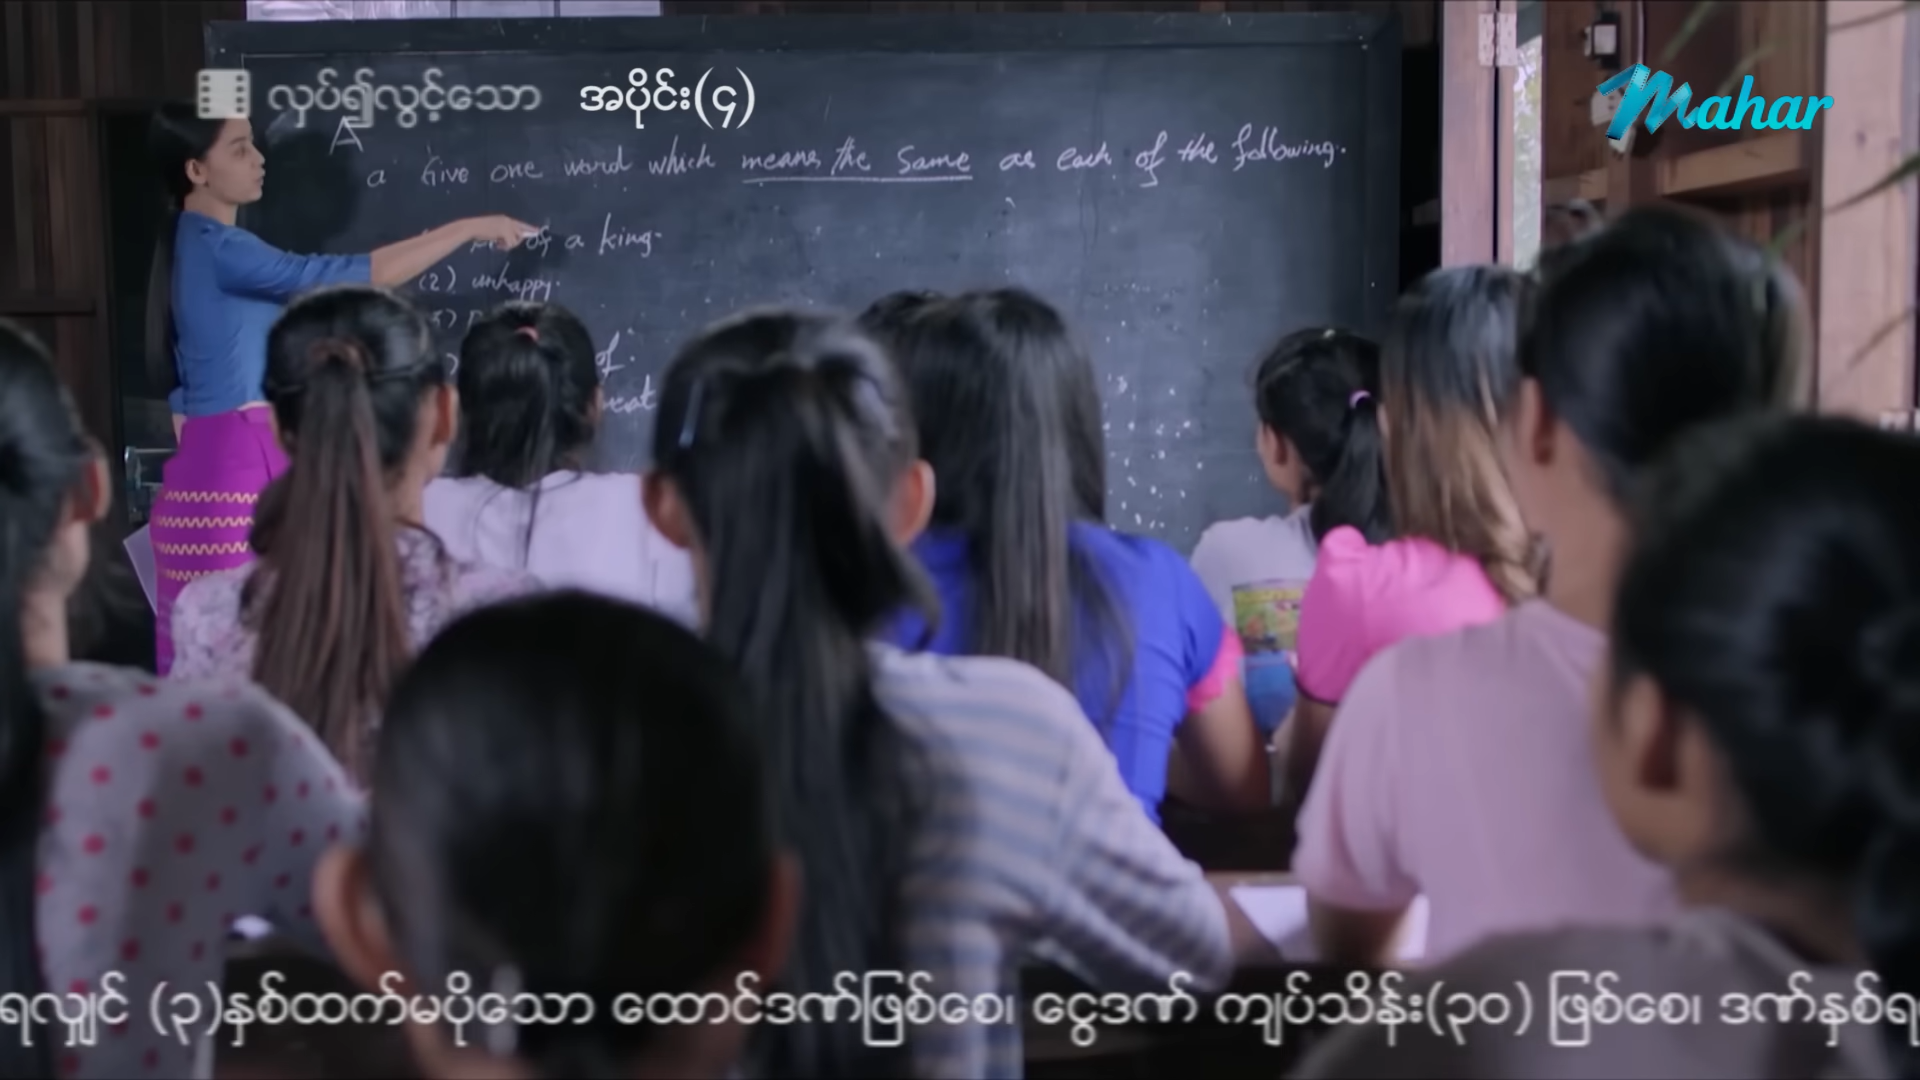 လှပ်၍လွင့်သော အပိုင်း(၄)
Mahar
A
a Give one word which means the same as each of the following.
of a king.
(2) unhappy.
of
ရလျှင် (၃)နှစ်ထက်မပိုသော ထောင်ဒဏ်ဖြစ်စေ၊ ငွေဒဏ် ကျပ်သိန်း(၃၀) ဖြစ်စေ၊ ဒဏ်နှစ်ရ